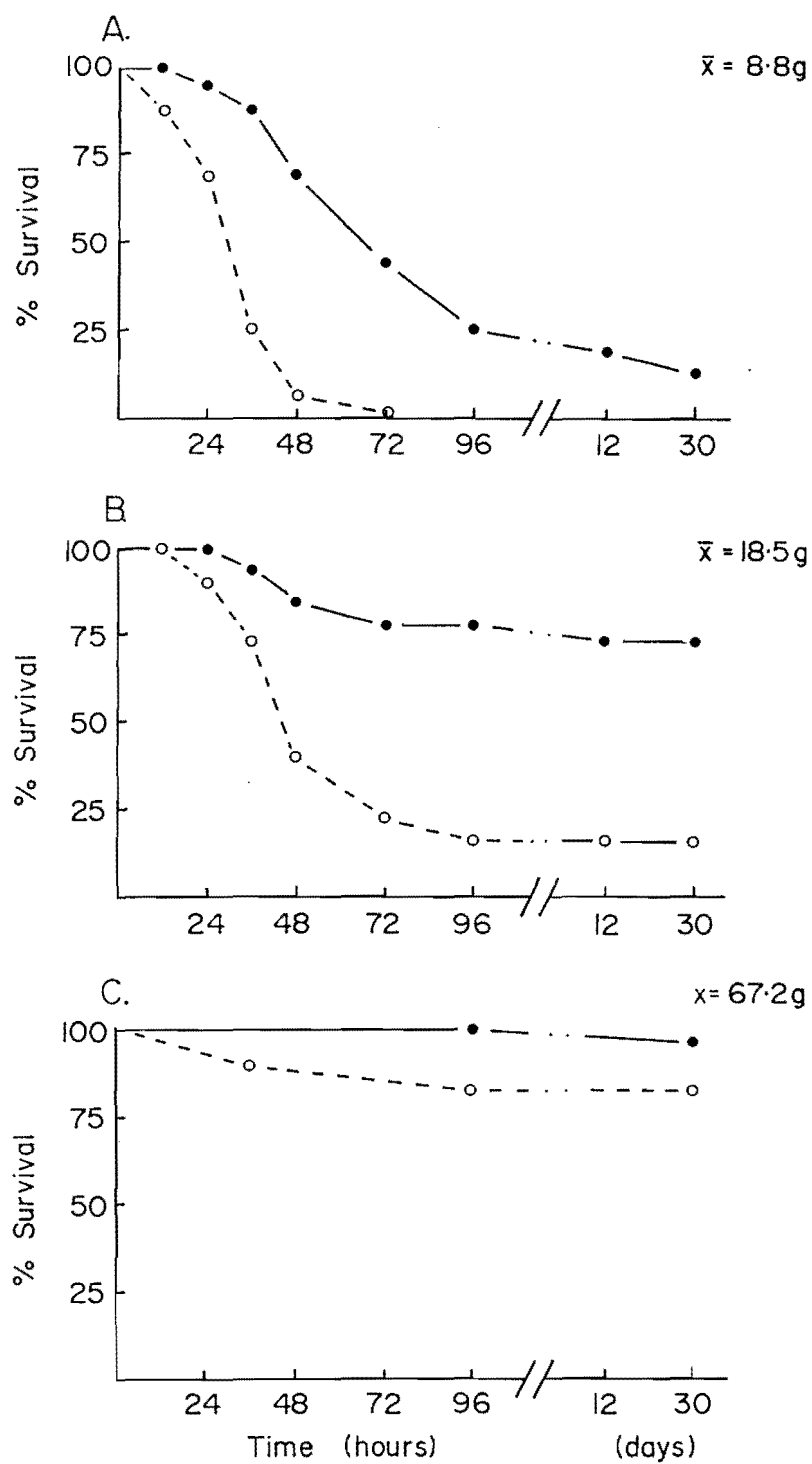 A.
x̄ = 8·8g
100
75
50
25
% Survival
24 48 72 96 12 30
B
x̄ = 18·5g
100
75
50
25
% Survival
24 48 72 96 12 30
C.
x = 67·2g
100
75
50
25
% Survival
24 48 72 96 12 30
Time (hours) (days)